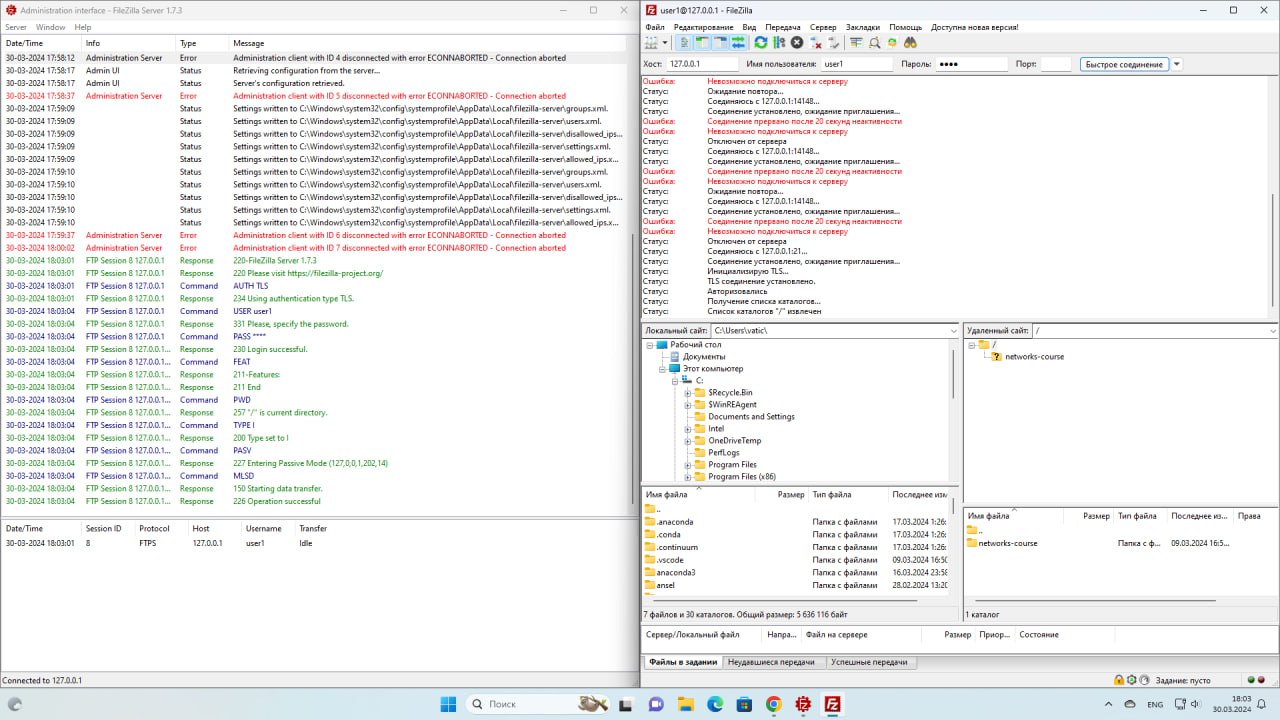 Administration interface - FileZilla Server 1.7.3
Server Window Help
Date/Time Info Type Message
30-03-2024 17:58:12 Administration Server Error Administration client with ID 4 disconnected with error ECONNABORTED - Connection aborted
30-03-2024 17:58:17 Admin UI Status Retrieving configuration from the server...
30-03-2024 17:58:17 Admin UI Status Server's configuration retrieved.
30-03-2024 17:58:37 Administration Server Error Administration client with ID 5 disconnected with error ECONNABORTED - Connection aborted
30-03-2024 17:59:09 Status Settings written to C:\Windows\system32\config\systemprofile\AppData\Local\filezilla-server\groups.xml.
30-03-2024 17:59:09 Status Settings written to C:\Windows\system32\config\systemprofile\AppData\Local\filezilla-server\users.xml.
30-03-2024 17:59:09 Status Settings written to C:\Windows\system32\config\systemprofile\AppData\Local\filezilla-server\disallowed_ips...
30-03-2024 17:59:09 Status Settings written to C:\Windows\system32\config\systemprofile\AppData\Local\filezilla-server\settings.xml.
30-03-2024 17:59:09 Status Settings written to C:\Windows\system32\config\systemprofile\AppData\Local\filezilla-server\allowed_ips.x...
30-03-2024 17:59:10 Status Settings written to C:\Windows\system32\config\systemprofile\AppData\Local\filezilla-server\groups.xml.
30-03-2024 17:59:10 Status Settings written to C:\Windows\system32\config\systemprofile\AppData\Local\filezilla-server\users.xml.
30-03-2024 17:59:10 Status Settings written to C:\Windows\system32\config\systemprofile\AppData\Local\filezilla-server\disallowed_ips...
30-03-2024 17:59:10 Status Settings written to C:\Windows\system32\config\systemprofile\AppData\Local\filezilla-server\settings.xml.
30-03-2024 17:59:10 Status Settings written to C:\Windows\system32\config\systemprofile\AppData\Local\filezilla-server\allowed_ips.x...
30-03-2024 17:59:17 Administration Server Error Administration client with ID 6 disconnected with error ECONNABORTED - Connection aborted
30-03-2024 18:00:02 Administration Server Error Administration client with ID 7 disconnected with error ECONNABORTED - Connection aborted
30-03-2024 18:03:01 FTP Session 8 127.0.0.1 Response 220-FileZilla Server 1.7.3
30-03-2024 18:03:01 FTP Session 8 127.0.0.1 Response 220 Please visit https://filezilla-project.org/
30-03-2024 18:03:01 FTP Session 8 127.0.0.1 Command AUTH TLS
30-03-2024 18:03:01 FTP Session 8 127.0.0.1 Response 234 Using authentication type TLS.
30-03-2024 18:03:04 FTP Session 8 127.0.0.1 Command USER user1
30-03-2024 18:03:04 FTP Session 8 127.0.0.1 Response 331 Please, specify the password.
30-03-2024 18:03:04 FTP Session 8 127.0.0.1... Command PASS ****
30-03-2024 18:03:04 FTP Session 8 127.0.0.1... Response 230 Login successful.
30-03-2024 18:03:04 FTP Session 8 127.0.0.1... Command FEAT
30-03-2024 18:03:04 FTP Session 8 127.0.0.1... Response 211-Features:
30-03-2024 18:03:04 FTP Session 8 127.0.0.1... Response 211 End
30-03-2024 18:03:04 FTP Session 8 127.0.0.1... Command PWD
30-03-2024 18:03:04 FTP Session 8 127.0.0.1... Response 257 "/" is current directory.
30-03-2024 18:03:04 FTP Session 8 127.0.0.1... Command TYPE I
30-03-2024 18:03:04 FTP Session 8 127.0.0.1... Response 200 Type set to I
30-03-2024 18:03:04 FTP Session 8 127.0.0.1... Command PASV
30-03-2024 18:03:04 FTP Session 8 127.0.0.1... Response 227 Entering Passive Mode (127,0,0,1,202,14)
30-03-2024 18:03:04 FTP Session 8 127.0.0.1... Command MLSD
30-03-2024 18:03:04 FTP Session 8 127.0.0.1... Response 150 Starting data transfer.
30-03-2024 18:03:04 FTP Session 8 127.0.0.1... Response 226 Operation successful
Date/Time Session ID Protocol Host Username Transfer
30-03-2024 18:03:01 8 FTPS 127.0.0.1 user1 Idle
Connected to 127.0.0.1
user1@127.0.0.1 - FileZilla
Файл Редактирование Вид Передача Сервер Закладки Помощь Доступна новая версия!
Хост: 127.0.0.1 Имя пользователя: user1 Пароль: ●●●● Порт: Быстрое соединение
Ошибка: Невозможно подключиться к серверу
Статус: Ожидание повтора...
Статус: Соединяюсь с 127.0.0.1:14148...
Статус: Соединение установлено, ожидание приглашения...
Ошибка: Соединение прервано после 20 секунд неактивности
Ошибка: Невозможно подключиться к серверу
Статус: Отключен от сервера
Статус: Соединяюсь с 127.0.0.1:14148...
Статус: Соединение установлено, ожидание приглашения...
Ошибка: Соединение прервано после 20 секунд неактивности
Ошибка: Невозможно подключиться к серверу
Статус: Ожидание повтора...
Статус: Соединяюсь с 127.0.0.1:14148...
Статус: Соединение установлено, ожидание приглашения...
Ошибка: Соединение прервано после 20 секунд неактивности
Ошибка: Невозможно подключиться к серверу
Статус: Отключен от сервера
Статус: Соединяюсь с 127.0.0.1:21...
Статус: Соединение установлено, ожидание приглашения...
Статус: Инициализирую TLS...
Статус: TLS соединение установлено.
Статус: Авторизовались
Статус: Получение списка каталогов...
Статус: Список каталогов "/" извлечен
Локальный сайт: C:\Users\vatic\
Рабочий стол
Документы
Этот компьютер
C:
$Recycle.Bin
$WinREAgent
Documents and Settings
Intel
OneDriveTemp
PerfLogs
Program Files
Program Files (x86)
Имя файла Размер Тип файла Последнее изм
..
.anaconda Папка с файлами 17.03.2024 1:26:
.conda Папка с файлами 17.03.2024 1:26:
.continuum Папка с файлами 17.03.2024 1:26:
.vscode Папка с файлами 09.03.2024 16:50
anaconda3 Папка с файлами 16.03.2024 23:58
ansel Папка с файлами 28.02.2024 13:20
7 файлов и 30 каталогов. Общий размер: 5 636 116 байт
Удаленный сайт: /
/
networks-course
Имя файла Размер Тип файла Последнее из... Права
..
networks-course Папка с ф... 09.03.2024 16:5...
1 каталог
Сервер/Локальный файл Напра... Файл на сервере Размер Приор... Состояние
Файлы в задании Неудавшиеся передачи Успешные передачи
Задание: пусто
Поиск
ENG
18:03
30.03.2024